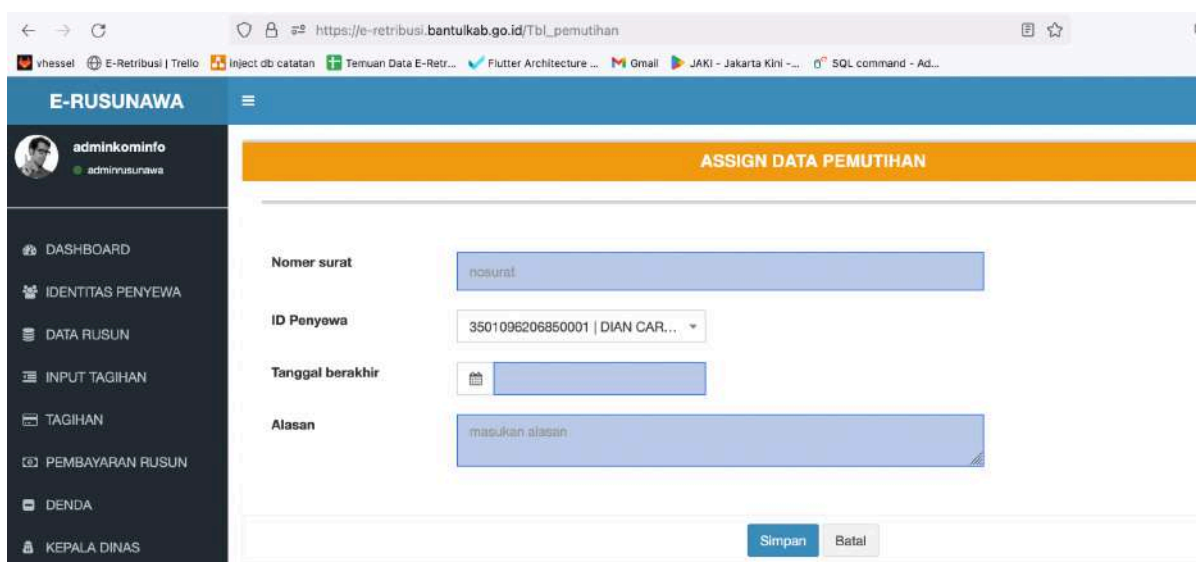 https://e-retribusi.bantulkab.go.id/Tbl_pemutihan
vhessel E-Retribusi | Trello inject db catatan Temuan Data E-Retr... Flutter Architecture ... Gmail JAKI - Jakarta Kini -... SQL command - Ad...
E-RUSUNAWA
adminkominfo
adminrusunawa
ASSIGN DATA PEMUTIHAN
DASHBOARD
IDENTITAS PENYEWA
DATA RUSUN
INPUT TAGIHAN
TAGIHAN
PEMBAYARAN RUSUN
DENDA
KEPALA DINAS
Nomer surat
nosurat
ID Penyewa
3501096206850001 | DIAN CAR...
Tanggal berakhir
Alasan
masukan alasan
Simpan Batal